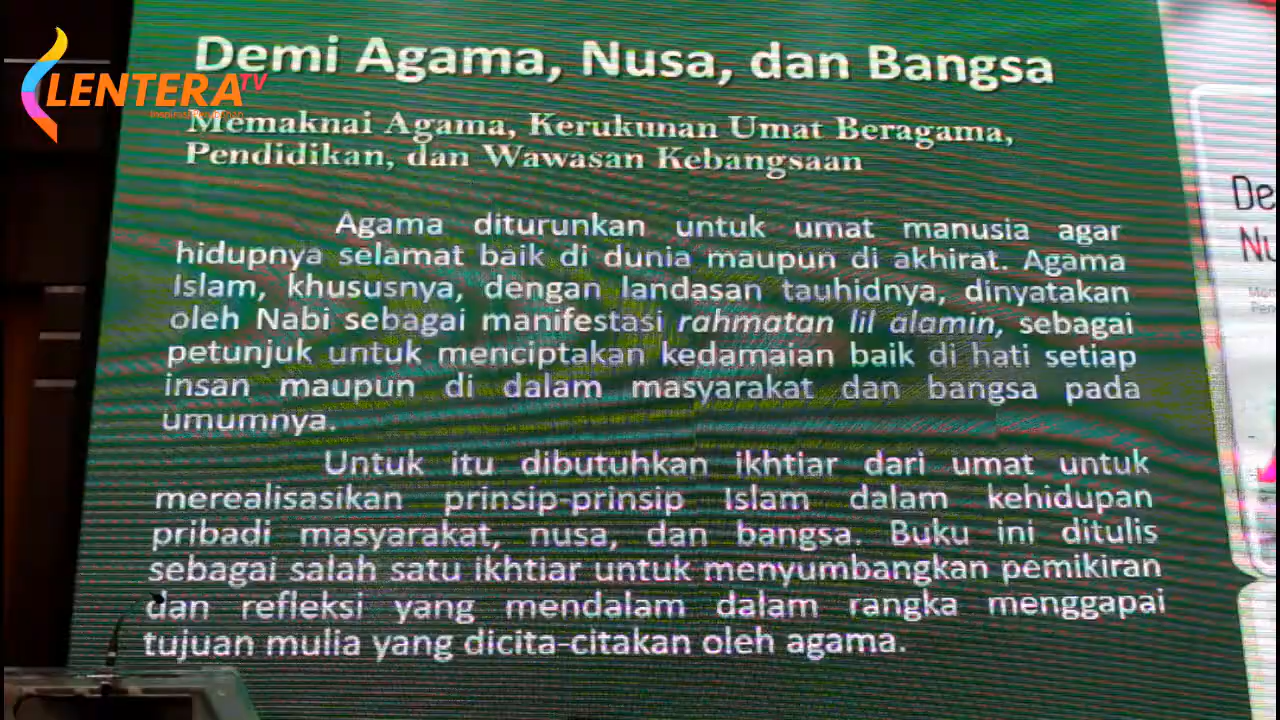 Demi Agama, Nusa, dan Bangsa
LENTERATV
Memaknai Agama, Kerukunan Umat Beragama,
Pendidikan, dan Wawasan Kebangsaan
Agama diturunkan untuk umat manusia agar
hidupnya selamat baik di dunia maupun di akhirat. Agama
Islam, khususnya, dengan landasan tauhidnya, dinyatakan
oleh Nabi sebagai manifestasi rahmatan lil alamin, sebagai
petunjuk untuk menciptakan kedamaian baik di hati setiap
insan maupun di dalam masyarakat dan bangsa pada
umumnya.
Untuk itu dibutuhkan ikhtiar dari umat untuk
merealisasikan prinsip-prinsip Islam dalam kehidupan
pribadi masyarakat, nusa, dan bangsa. Buku ini ditulis
sebagai salah satu ikhtiar untuk menyumbangkan pemikiran
dan refleksi yang mendalam dalam rangka menggapai
tujuan mulia yang dicita-citakan oleh agama.
De
Nu